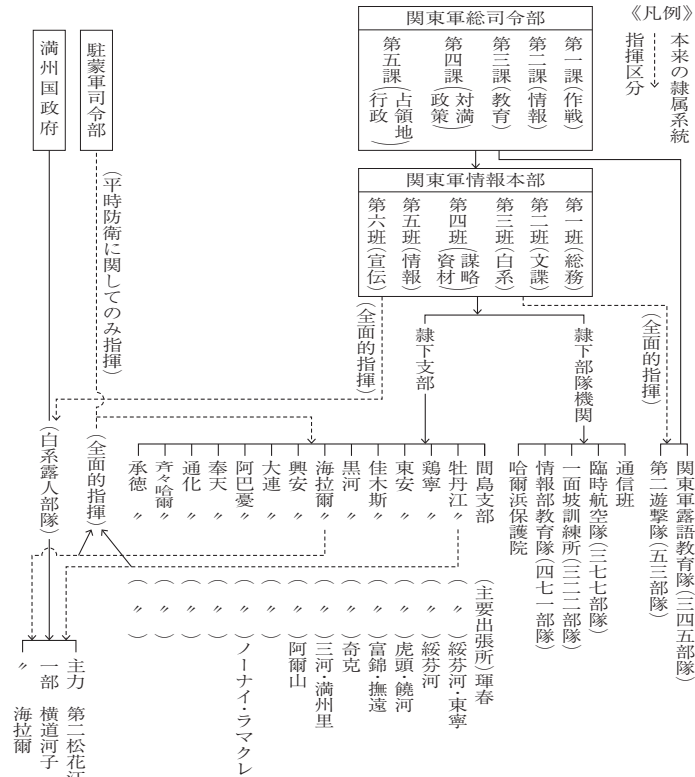 《凡例》
本来の隷属系統
指揮区分
関東軍総司令部
第一課(作戦)
第二課(情報)
第三課(教育)
第四課(対満政策)
第五課(占領地行政)
駐蒙軍司令部
満州国政府
関東軍情報本部
第一班(総務)
第二班(文諜)
第三班(白系)
第四班(謀略資材)
第五班(情報)
第六班(宣伝)
(平時防衛に関してのみ指揮)
(全面的指揮)
(全面的指揮)
隷下部隊機関
隷下支部
関東軍露語教育隊(三四五部隊)
第二遊撃隊(五三部隊)
通信班
臨時航空隊(三七七部隊)
一面坡訓練所(三二二部隊)
情報部教育隊(四七一部隊)
哈爾浜保護院
間島支部(主要出張所)琿春
牡丹江〃(〃)綏芬河・東寧
鶏寧〃(〃)綏芬河
東安〃(〃)虎頭・饒河
佳木斯〃(〃)富錦・撫遠
黒河〃(〃)奇克
海拉爾〃(〃)三河・満州里
興安〃(〃)阿爾山
大連〃
阿巴憂〃(〃)ノーナイ・ラマクレ
奉天〃
通化〃
斉々哈爾〃
承徳〃
(全面的指揮)
(白系露人部隊)
主力 第二松花江
一部 横道河子
〃 海拉爾